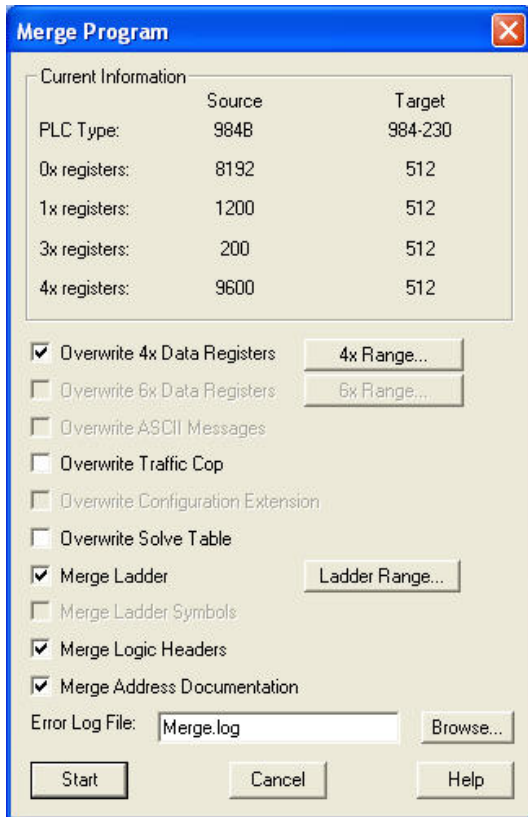 Merge Program
Current Information
Source Target
PLC Type: 984B 984-230
0x registers: 8192 512
1x registers: 1200 512
3x registers: 200 512
4x registers: 9600 512
Overwrite 4x Data Registers 4x Range...
Overwrite 6x Data Registers 6x Range...
Overwrite ASCII Messages
Overwrite Traffic Cop
Overwrite Configuration Extension
Overwrite Solve Table
Merge Ladder Ladder Range...
Merge Ladder Symbols
Merge Logic Headers
Merge Address Documentation
Error Log File: Merge.log Browse...
Start Cancel Help